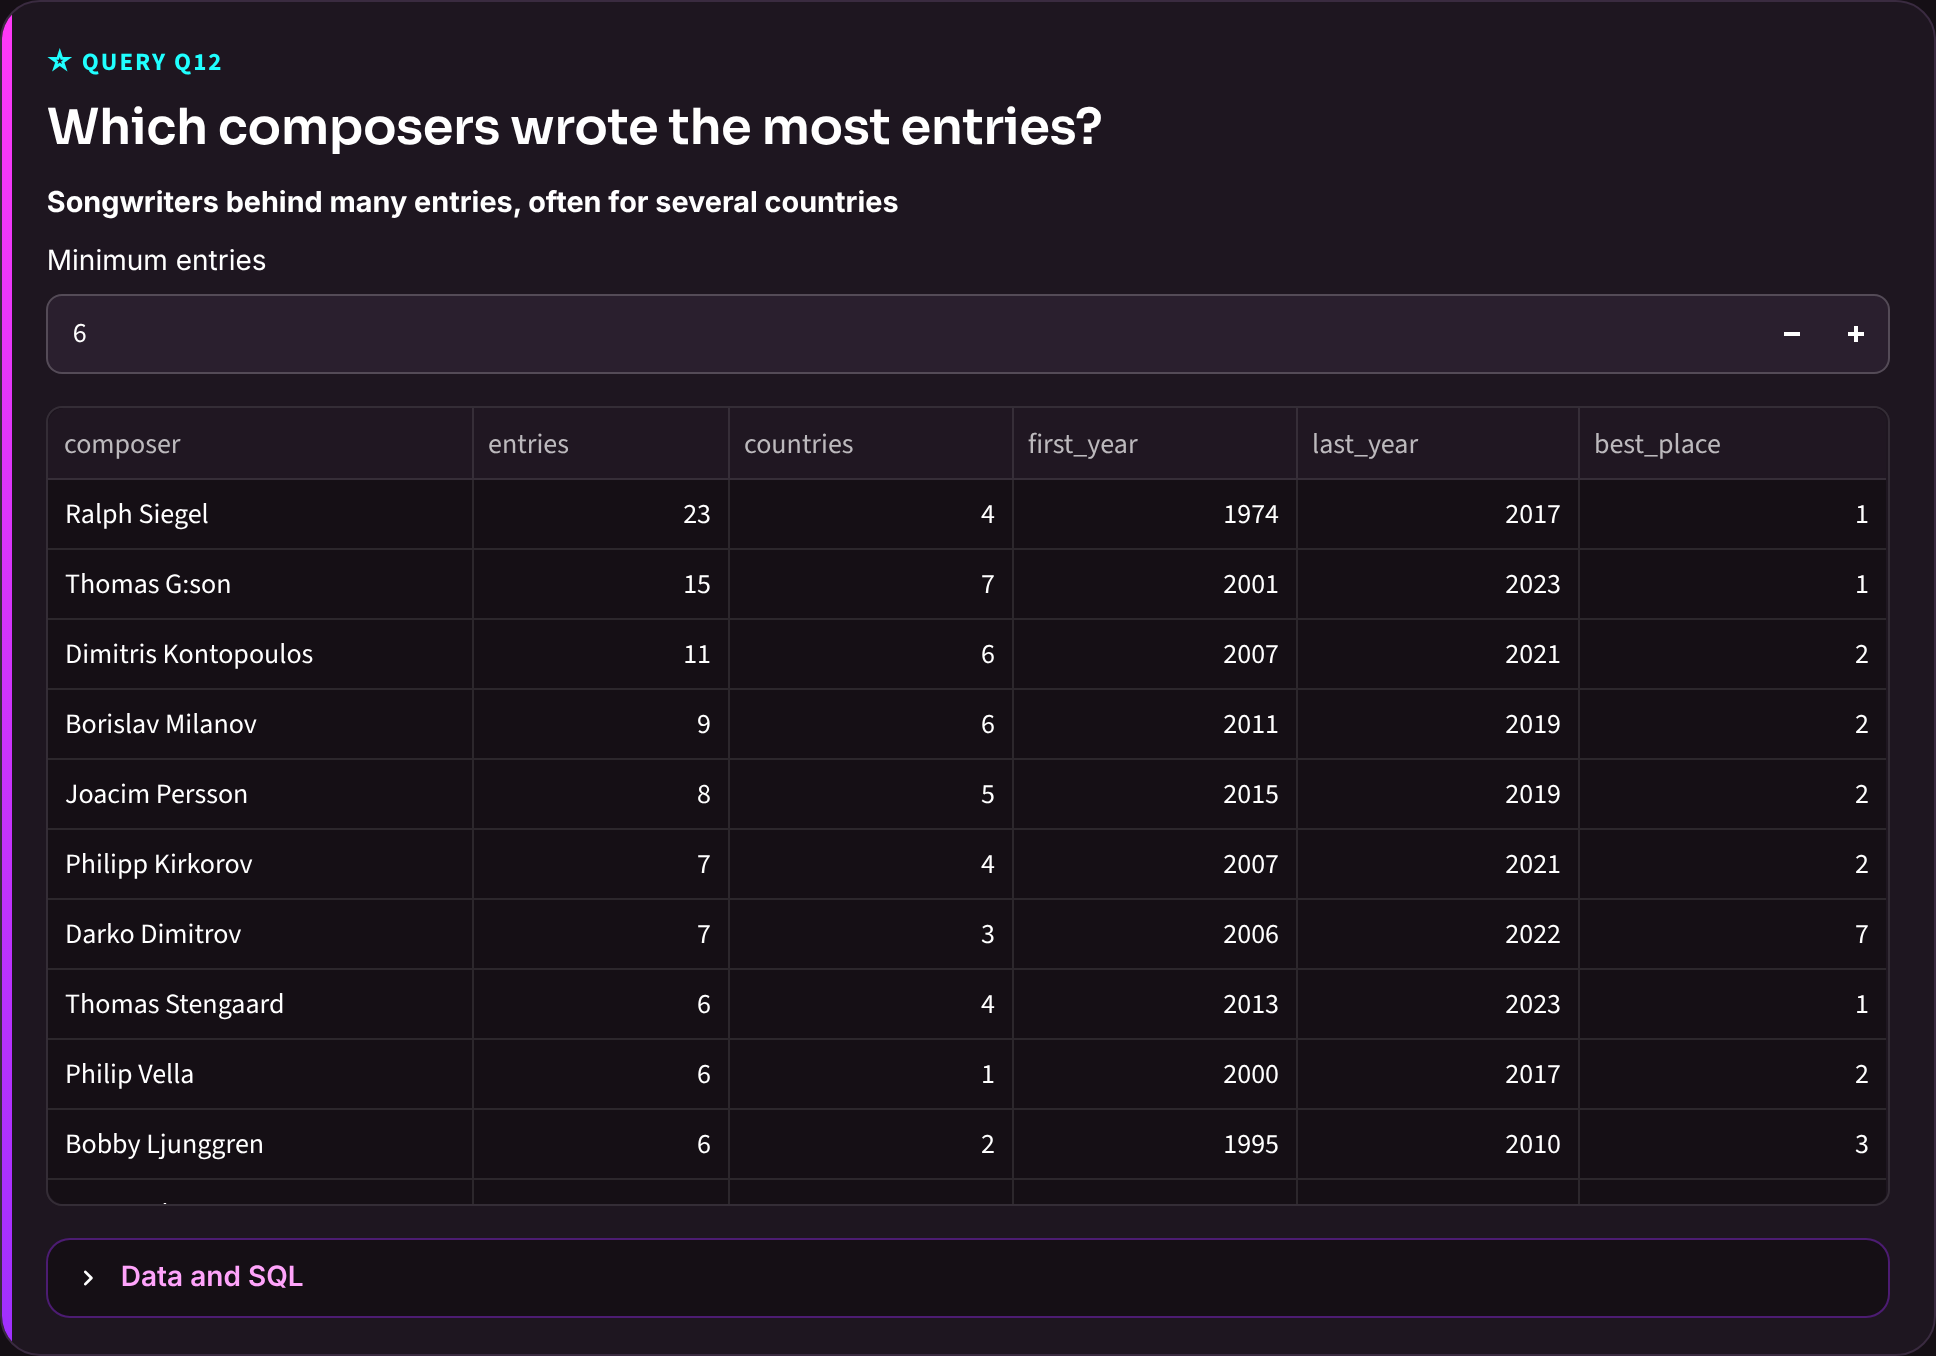 ☆ QUERY Q12
Which composers wrote the most entries?
Songwriters behind many entries, often for several countries
Minimum entries
6 − +
composer entries countries first_year last_year best_place
Ralph Siegel 23 4 1974 2017 1
Thomas G:son 15 7 2001 2023 1
Dimitris Kontopoulos 11 6 2007 2021 2
Borislav Milanov 9 6 2011 2019 2
Joacim Persson 8 5 2015 2019 2
Philipp Kirkorov 7 4 2007 2021 2
Darko Dimitrov 7 3 2006 2022 7
Thomas Stengaard 6 4 2013 2023 1
Philip Vella 6 1 2000 2017 2
Bobby Ljunggren 6 2 1995 2010 3
Data and SQL